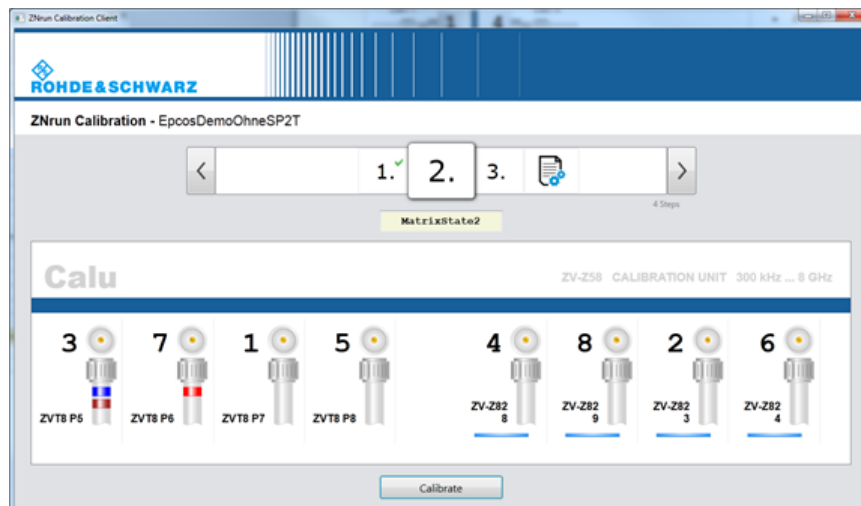 ZNrun Calibration Client
ROHDE&SCHWARZ
ZNrun Calibration - EpcosDemoOhneSP2T
1. 2. 3.
4 Steps
MatrixState2
Calu
ZV-Z58 CALIBRATION UNIT 300 kHz ... 8 GHz
3 7 1 5 4 8 2 6
ZVT8 P5 ZVT8 P6 ZVT8 P7 ZVT8 P8
ZV-Z82 ZV-Z82 ZV-Z82 ZV-Z82
8 9 3 4
Calibrate